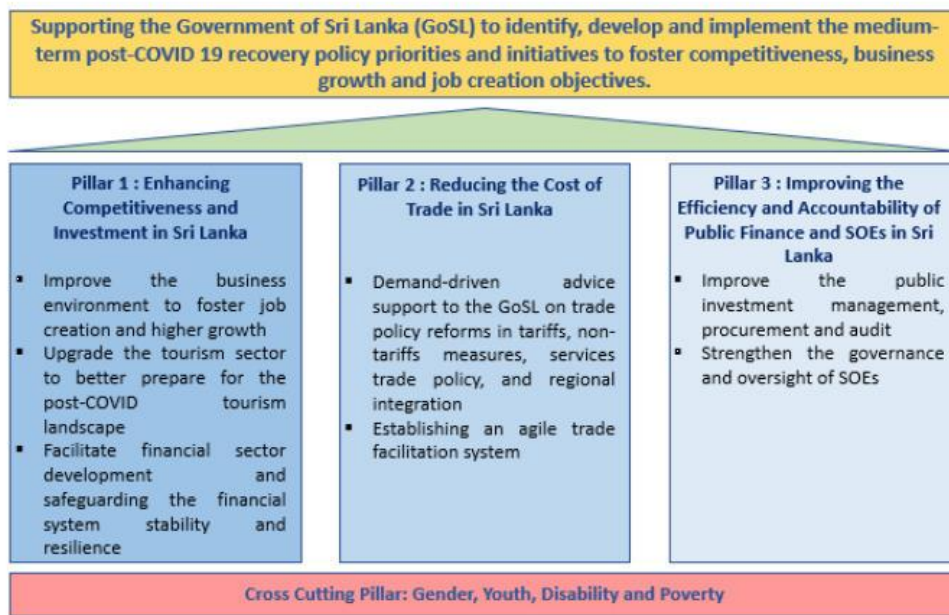 Supporting the Government of Sri Lanka (GoSL) to identify, develop and implement the medium-
term post-COVID 19 recovery policy priorities and initiatives to foster competitiveness, business
growth and job creation objectives.
Pillar 1 : Enhancing
Competitiveness and
Investment in Sri Lanka
▪ Improve the business
environment to foster job
creation and higher growth
▪ Upgrade the tourism sector
to better prepare for the
post-COVID tourism
landscape
▪ Facilitate financial sector
development and
safeguarding the financial
system stability and
resilience
Pillar 2 : Reducing the Cost of
Trade in Sri Lanka
▪ Demand-driven advice
support to the GoSL on trade
policy reforms in tariffs, non-
tariffs measures, services
trade policy, and regional
integration
▪ Establishing an agile trade
facilitation system
Pillar 3 : Improving the
Efficiency and Accountability of
Public Finance and SOEs in Sri
Lanka
▪ Improve the public
investment management,
procurement and audit
▪ Strengthen the governance
and oversight of SOEs
Cross Cutting Pillar: Gender, Youth, Disability and Poverty